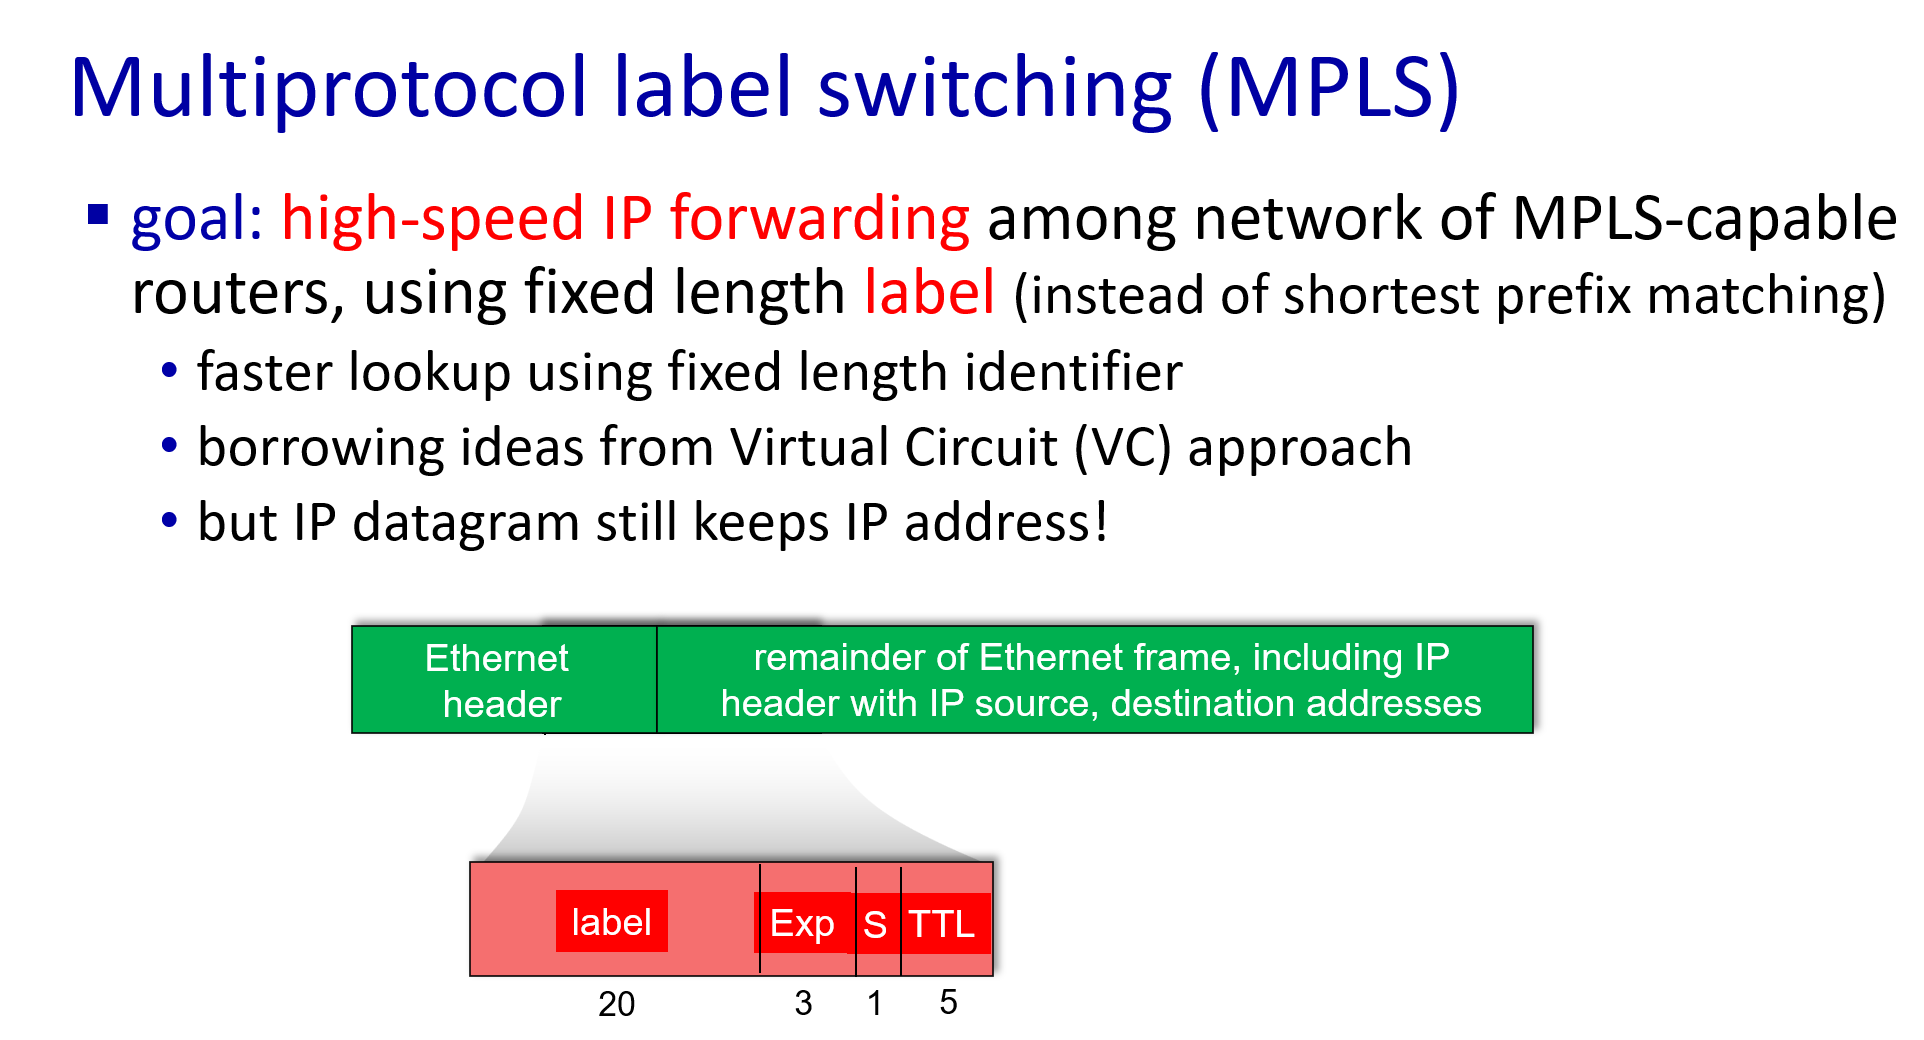 Multiprotocol label switching (MPLS)
▪ goal: high-speed IP forwarding among network of MPLS-capable
routers, using fixed length label (instead of shortest prefix matching)
• faster lookup using fixed length identifier
• borrowing ideas from Virtual Circuit (VC) approach
• but IP datagram still keeps IP address!
Ethernet
header
remainder of Ethernet frame, including IP
header with IP source, destination addresses
label Exp S TTL
20 3 1 5